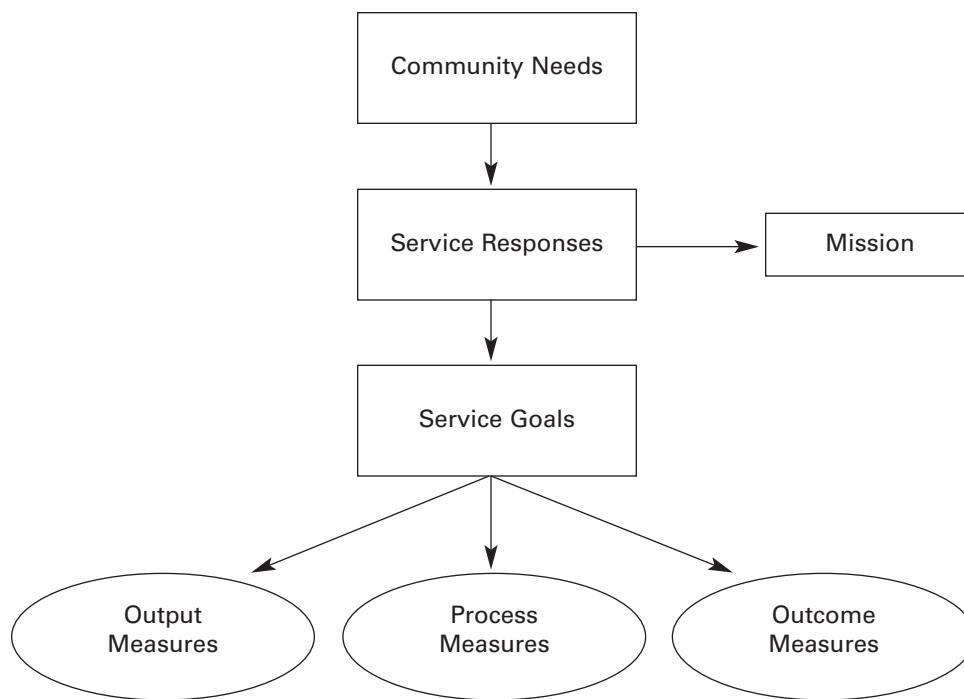 Community Needs
Service Responses
Mission
Service Goals
Output
Measures
Process
Measures
Outcome
Measures